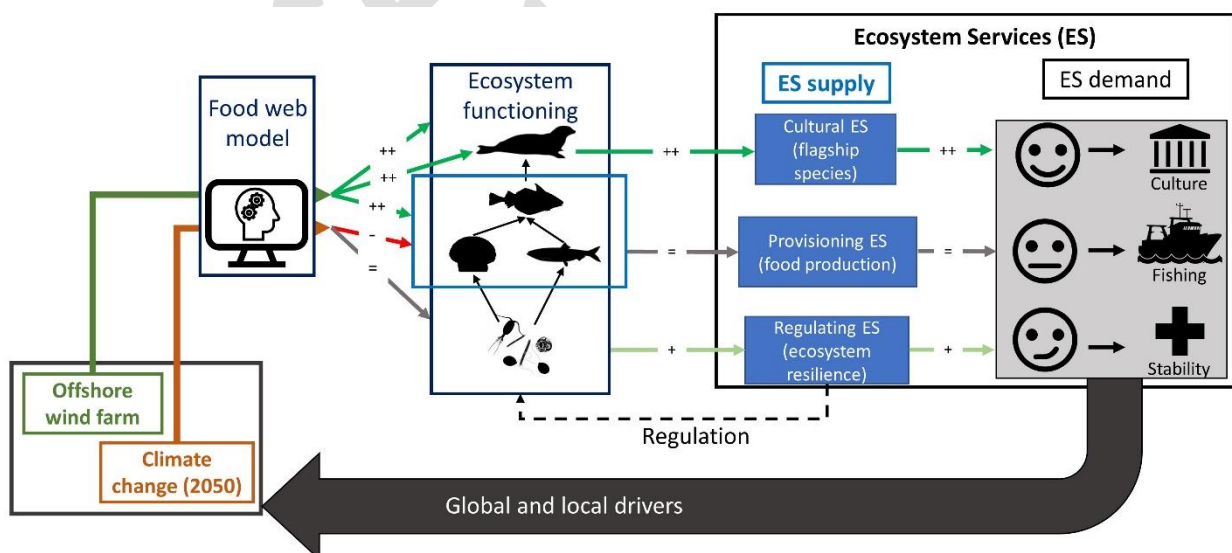 Ecosystem Services (ES)
Food web
model
Ecosystem
functioning
ES supply
ES demand
++
++
++
-
=
++
Cultural ES
(flagship
species)
++
Culture
=
Provisioning ES
(food production)
=
Fishing
+
Regulating ES
(ecosystem
resilience)
+
Stability
Regulation
Offshore
wind farm
Climate
change (2050)
Global and local drivers